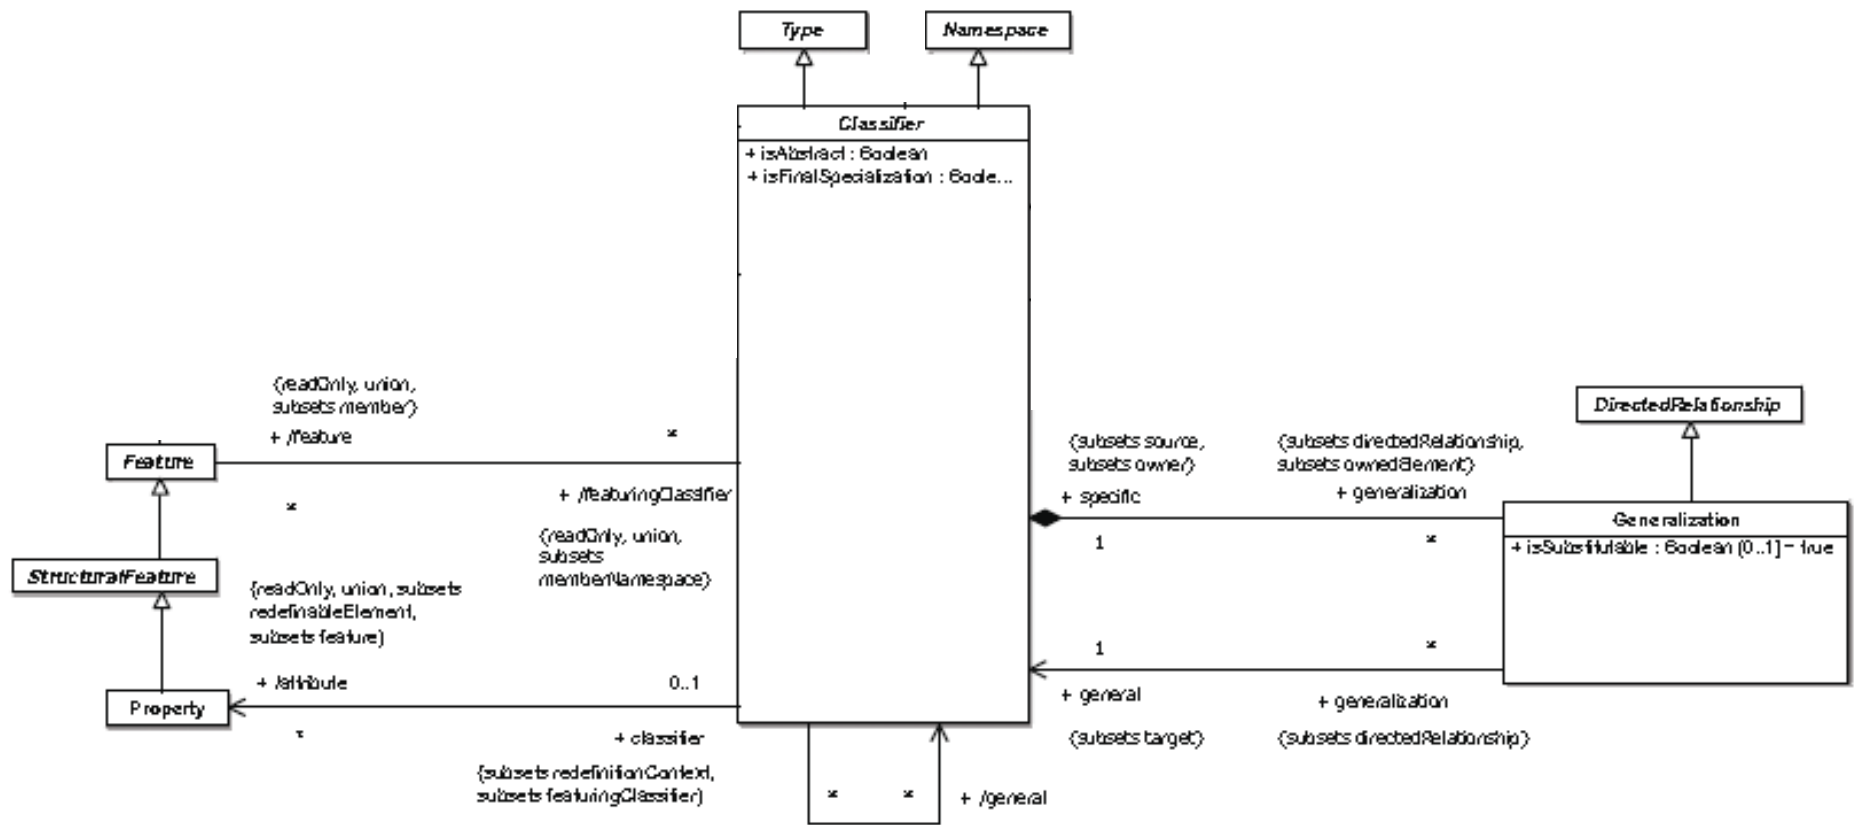 Type
Namespace
Classifier
+ isAbstract : Boolean
+ isFinalSpecialization : Boole...
{readOnly, union,
subsets member}
+ /feature
*
Feature
*
+ /featuringClassifier
{readOnly, union,
subsets
memberNamespace}
StructuralFeature
{readOnly, union, subsets
redefinableElement,
subsets feature}
+ /attribute
0..1
Property
*
+ classifier
{subsets redefinitionContext,
subsets featuringClassifier}
*
*
+ /general
DirectedRelationship
{subsets source,
subsets owner}
{subsets directedRelationship,
subsets ownedElement}
+ specific
+ generalization
1
*
Generalization
+ isSubstitutable : Boolean [0..1] = true
1
*
+ general
+ generalization
{subsets target}
{subsets directedRelationship}